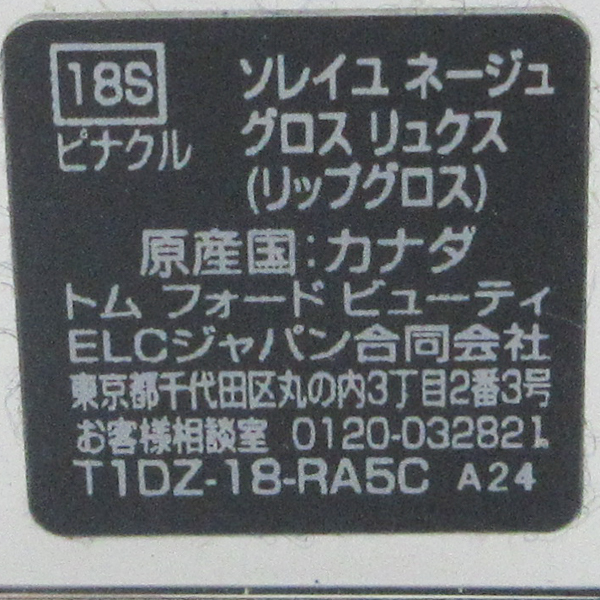 18S ソレイユ ネージュ
ピナクル グロス リュクス
(リップグロス)
原産国:カナダ
トム フォード ビューティ
ELCジャパン合同会社
東京都千代田区丸の内3丁目2番3号
お客様相談室 0120-032821
T1DZ-18-RA5C A24